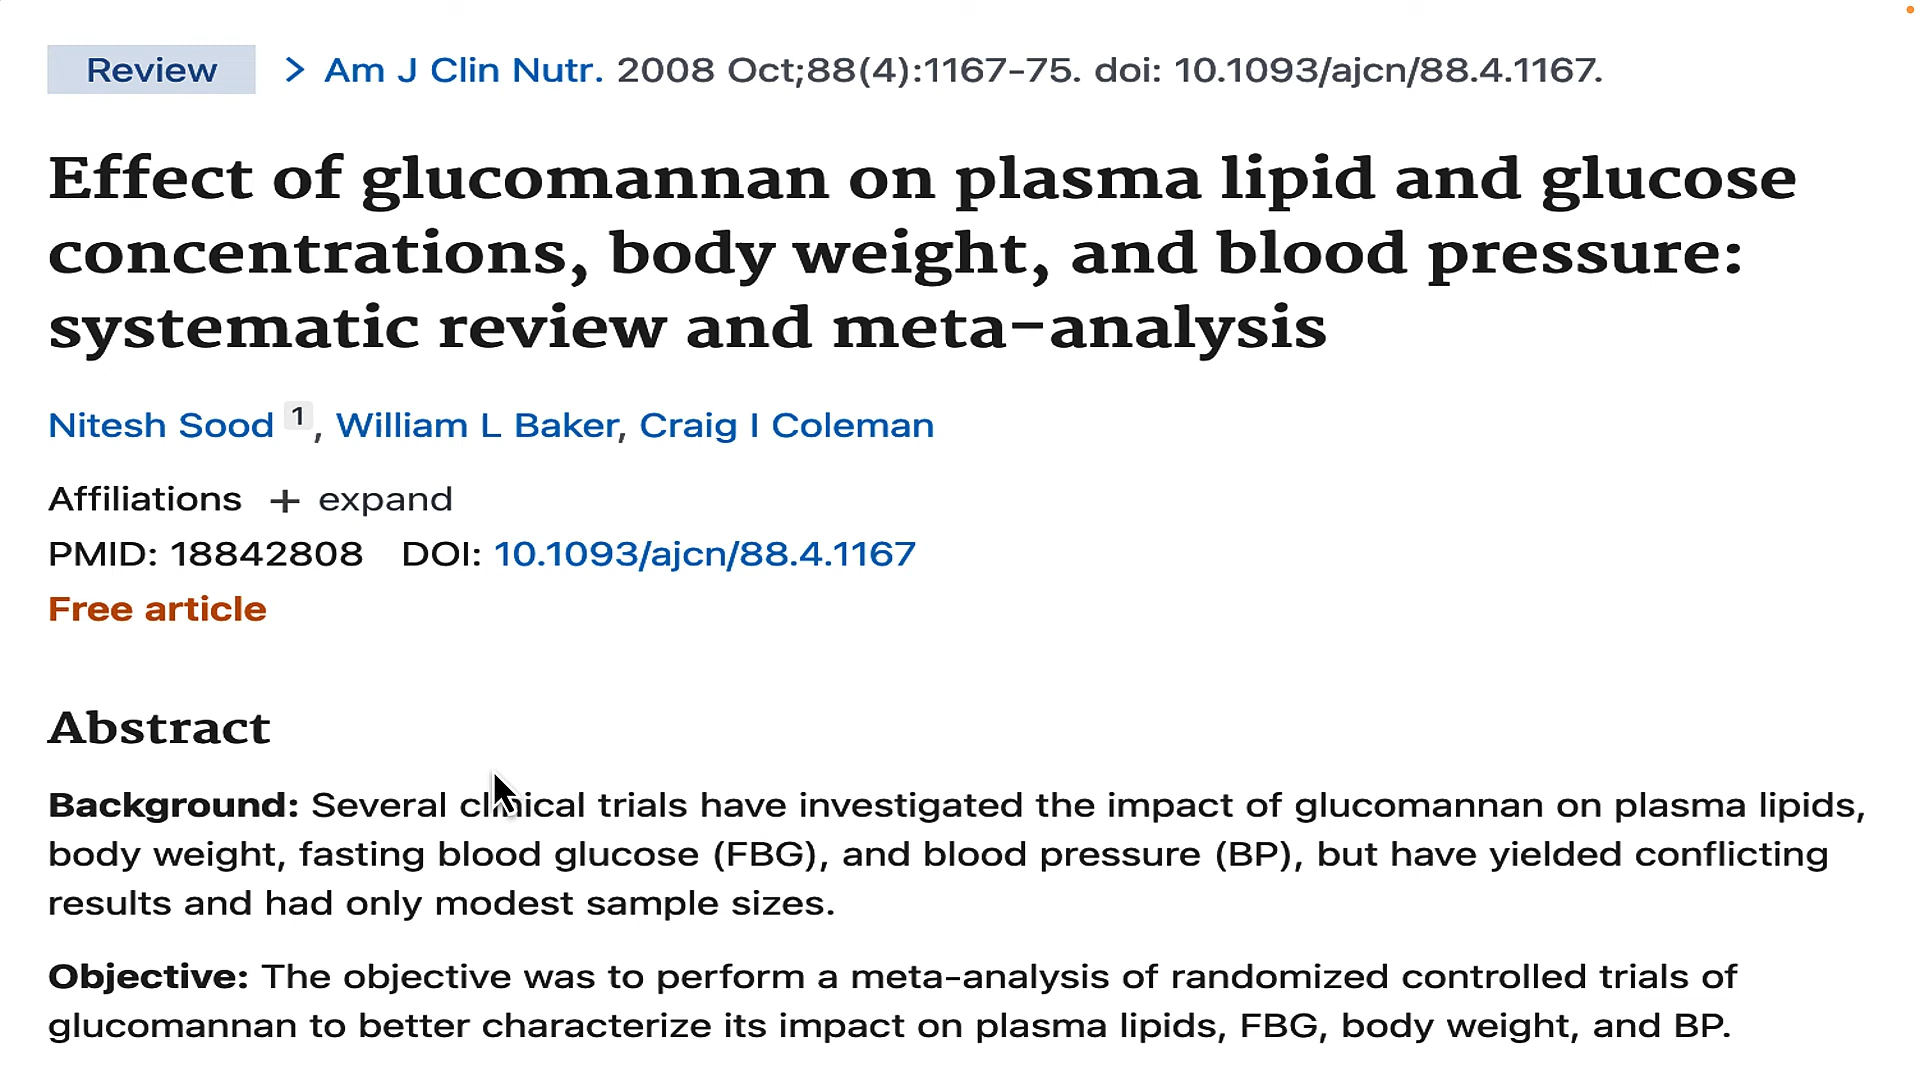 Review > Am J Clin Nutr. 2008 Oct;88(4):1167-75. doi: 10.1093/ajcn/88.4.1167.
Effect of glucomannan on plasma lipid and glucose
concentrations, body weight, and blood pressure:
systematic review and meta-analysis
Nitesh Sood 1, William L Baker, Craig I Coleman
Affiliations + expand
PMID: 18842808 DOI: 10.1093/ajcn/88.4.1167
Free article
Abstract
Background: Several clinical trials have investigated the impact of glucomannan on plasma lipids,
body weight, fasting blood glucose (FBG), and blood pressure (BP), but have yielded conflicting
results and had only modest sample sizes.
Objective: The objective was to perform a meta-analysis of randomized controlled trials of
glucomannan to better characterize its impact on plasma lipids, FBG, body weight, and BP.